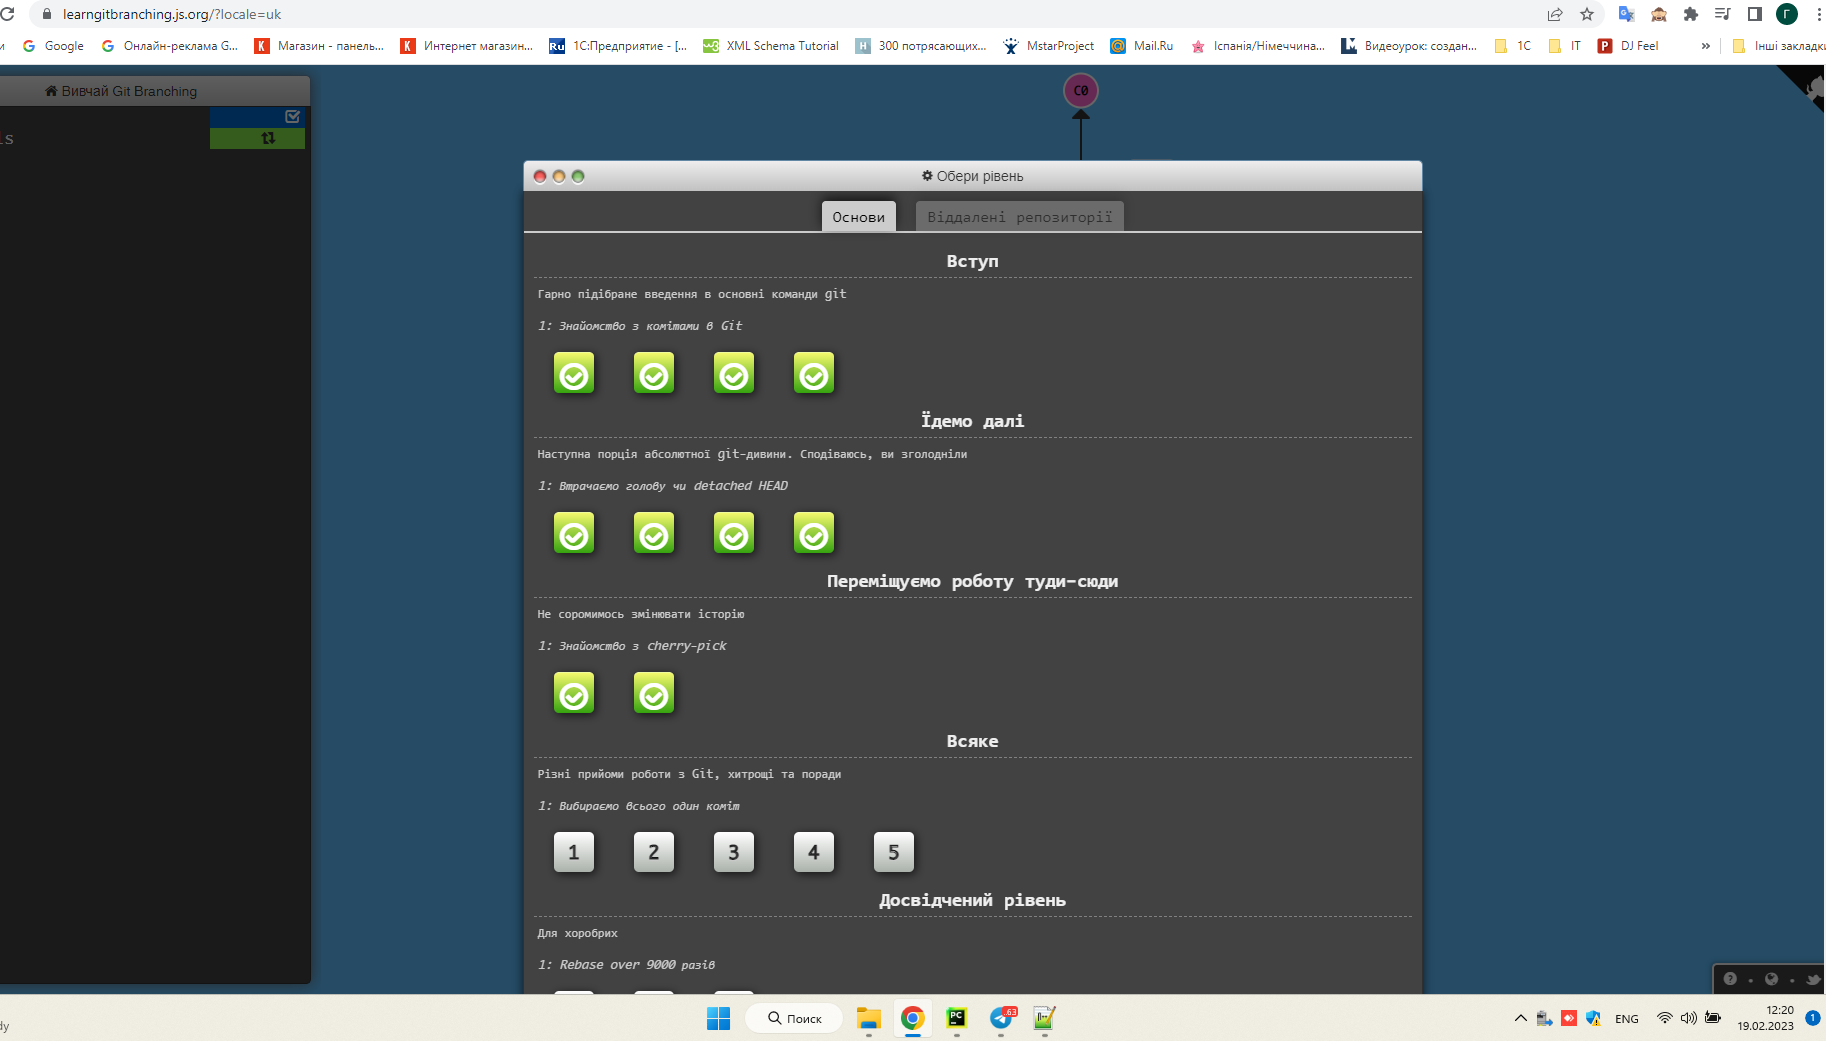 learngitbranching.js.org/?locale=uk
Г
Google
Онлайн-реклама G...
Магазин - панель...
Интернет магазин...
1С:Предприятие - [...
XML Schema Tutorial
300 потрясающих...
MstarProject
Mail.Ru
Іспанія/Німеччина...
Видеоурок: создан...
1С
IT
DJ Feel
»
Інші закладки
Вивчай Git Branching
ls
C0
Обери рівень
Основи
Віддалені репозиторії
Вступ
Гарно підібране введення в основні команди git
1: Знайомство з комітами в Git
Їдемо далі
Наступна порція абсолютної git-дивини. Сподіваюсь, ви зголодніли
1: Втрачаємо голову чи detached HEAD
Переміщуємо роботу туди-сюди
Не соромимось змінювати історію
1: Знайомство з cherry-pick
Всяке
Різні прийоми роботи з Git, хитрощі та поради
1: Вибираємо всього один коміт
1 2 3 4 5
Досвідчений рівень
Для хоробрих
1: Rebase over 9000 разів
dy
Поиск
PC
63
ENG
12:20
19.02.2023
1